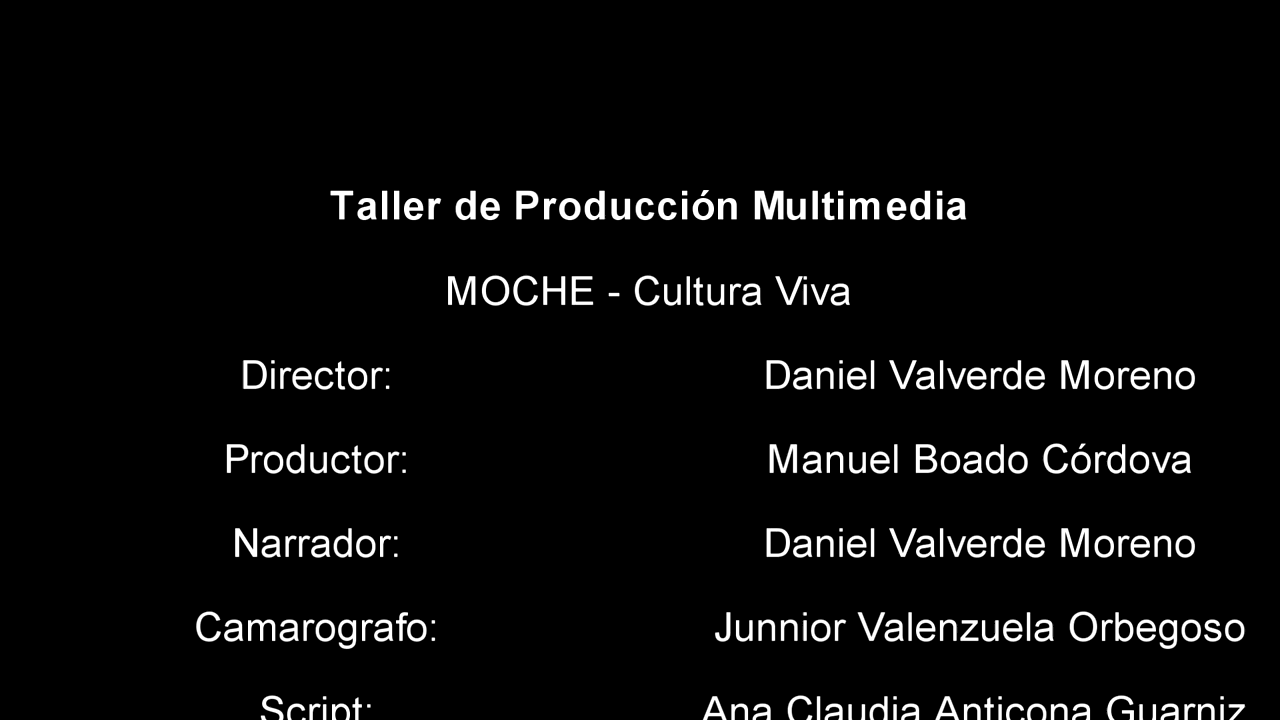 Taller de Producción Multimedia
MOCHE - Cultura Viva
Director: Daniel Valverde Moreno
Productor: Manuel Boado Córdova
Narrador: Daniel Valverde Moreno
Camarografo: Junnior Valenzuela Orbegoso
Script: Ana Claudia Anticona Guarniz